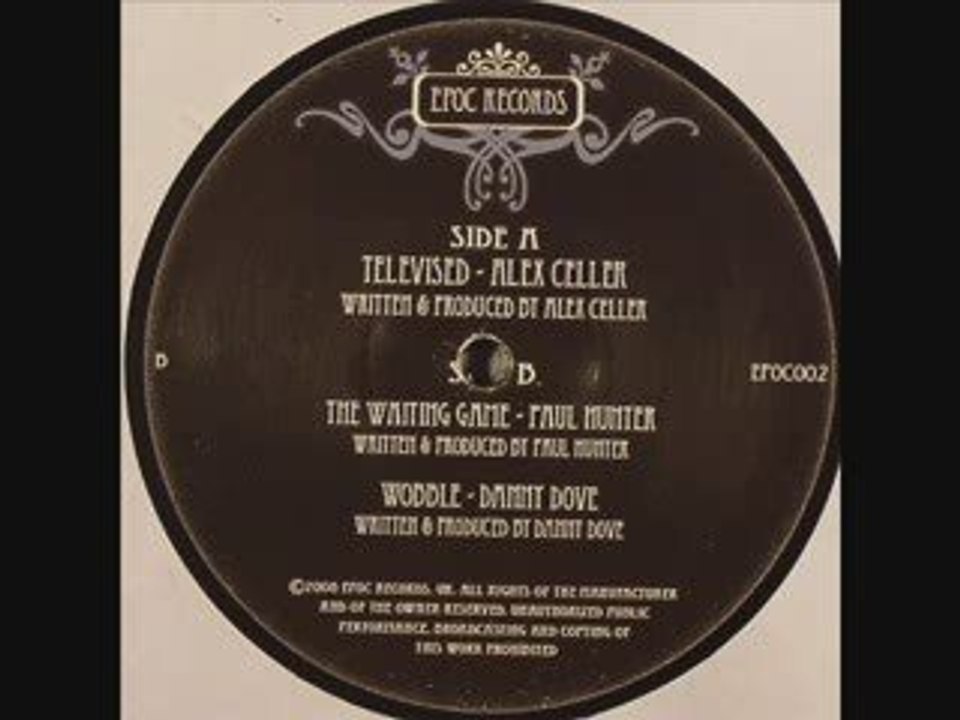 EPOC RECORDS
SIDE A
TELEVISED - ALEX CELLER
WRITTEN & PRODUCED BY ALEX CELLER
D
S B
EPOC002
THE WAITING GAME - PAUL HUNTER
WRITTEN & PRODUCED BY PAUL HUNTER
WOBBLE - DANNY DOVE
WRITTEN & PRODUCED BY DANNY DOVE
©2008 EPOC RECORDS, UK. ALL RIGHTS OF THE MANUFACTURER
AND OF THE OWNER RESERVED. UNAUTHORIZED PUBLIC
PERFORMANCE, BROADCASTING AND COPYING OF
THIS WORK PROHIBITED